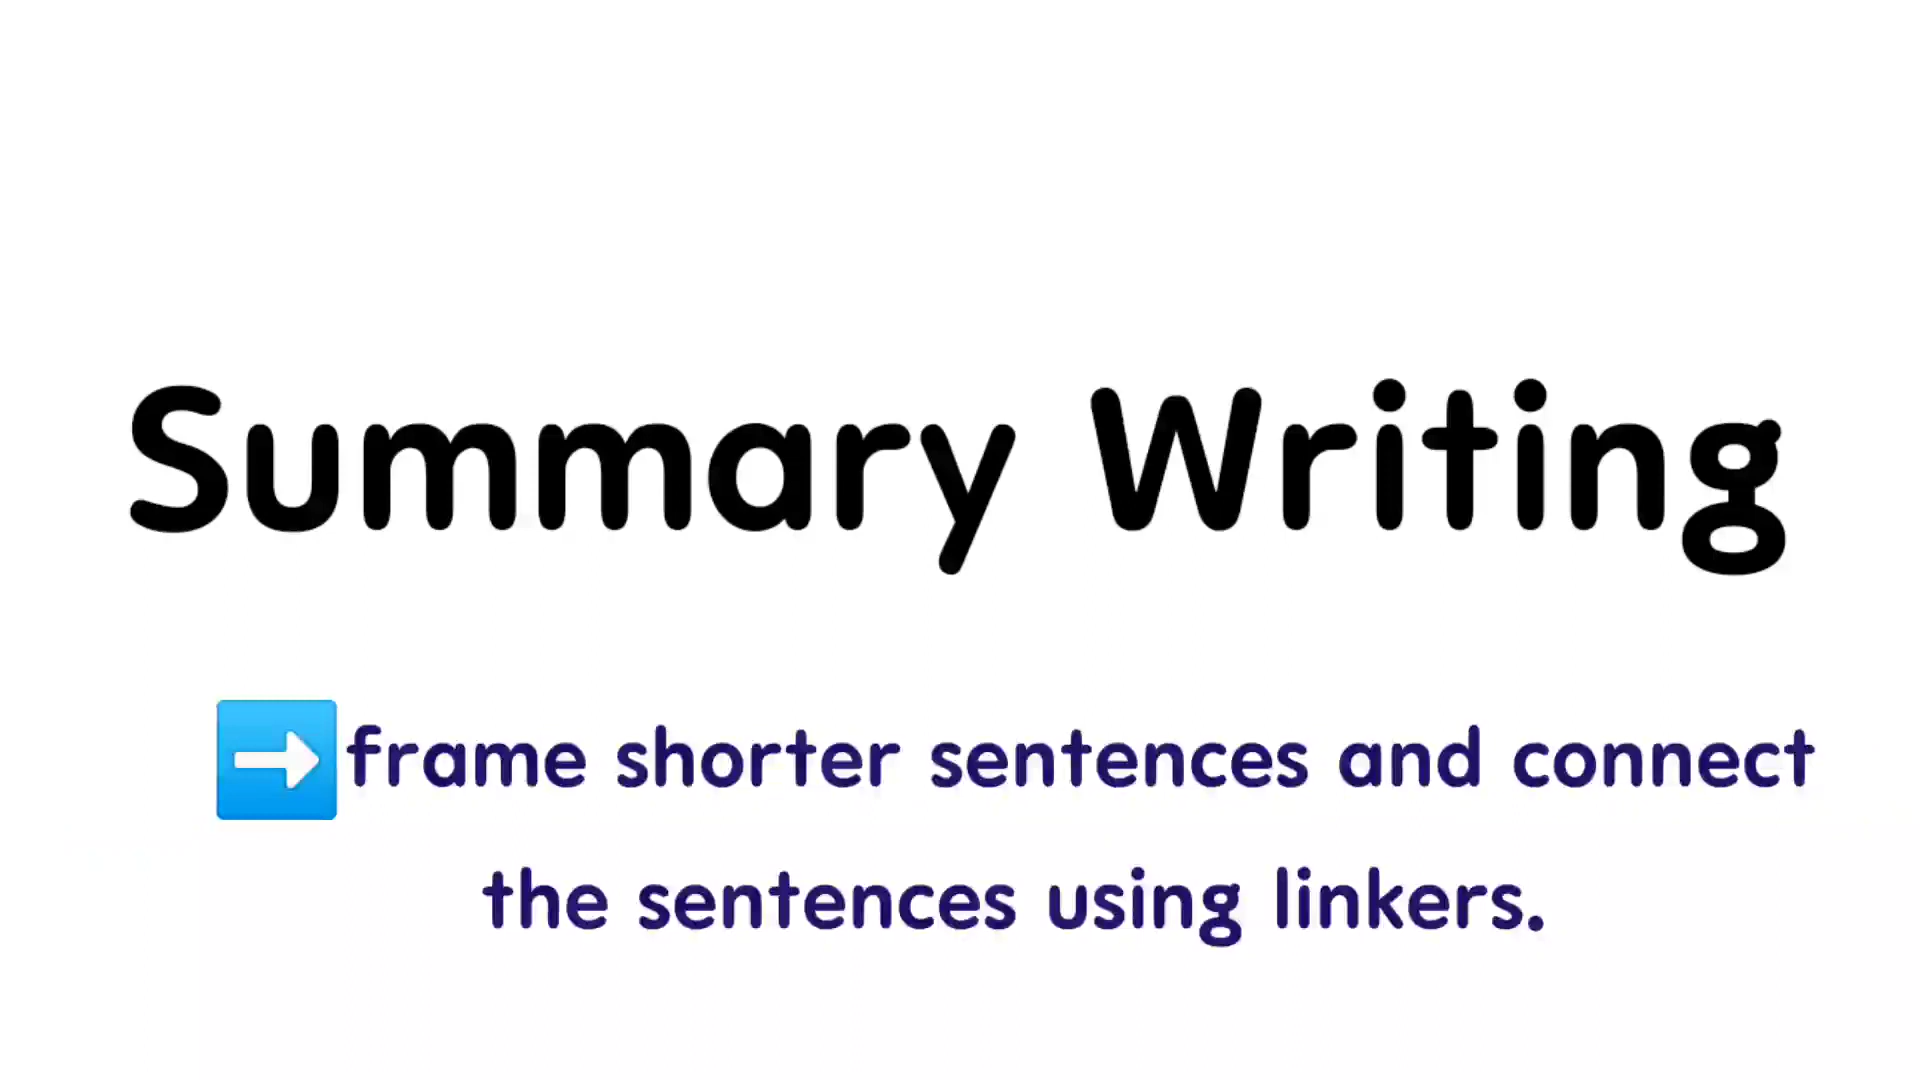 Summary Writing
➡️frame shorter sentences and connect
the sentences using linkers.